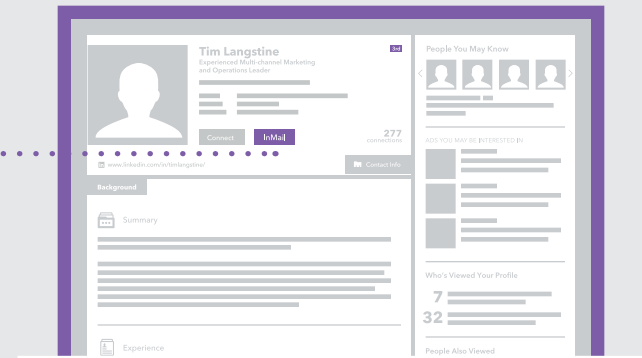 Tim Langstine
3rd
Experienced Multi-channel Marketing
and Operations Leader
Connect
InMail
277
connections
www.linkedin.com/in/timlangstine/
Contact Info
Background
Summary
Experience
People You May Know
ADS YOU MAY BE INTERESTED IN
Who's Viewed Your Profile
7
32
People Also Viewed